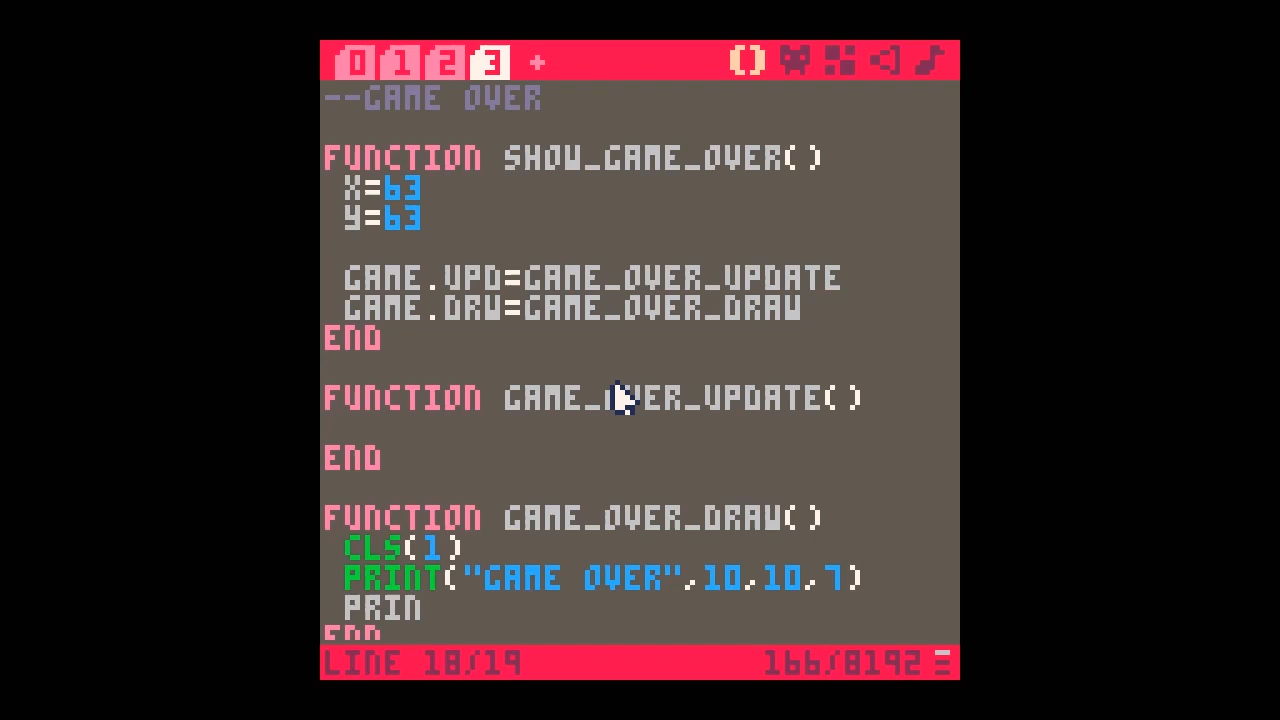 0 1 2 3 +
--GAME OVER
FUNCTION SHOW_GAME_OVER()
X=63
Y=63
GAME.UPD=GAME_OVER_UPDATE
GAME.DRW=GAME_OVER_DRAW
END
FUNCTION GAME_OVER_UPDATE()
END
FUNCTION GAME_OVER_DRAW()
CLS(1)
PRINT("GAME OVER",10,10,7)
PRIN
END
LINE 18/19 166/8192